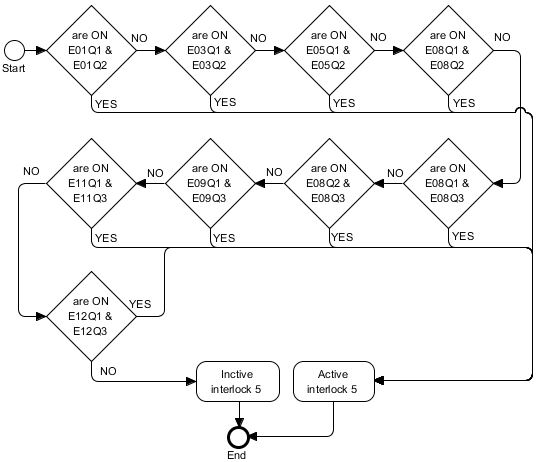 are ON
E01Q1 &
E01Q2
NO
are ON
E03Q1 &
E03Q2
NO
are ON
E05Q1 &
E05Q2
NO
are ON
E08Q1 &
E08Q2
NO
Start
YES
YES
YES
YES
NO
are ON
E11Q1 &
E11Q3
NO
are ON
E09Q1 &
E09Q3
NO
are ON
E08Q2 &
E08Q3
NO
are ON
E08Q1 &
E08Q3
YES
YES
YES
YES
are ON
E12Q1 &
E12Q3
YES
NO
Inctive
interlock 5
Active
interlock 5
End